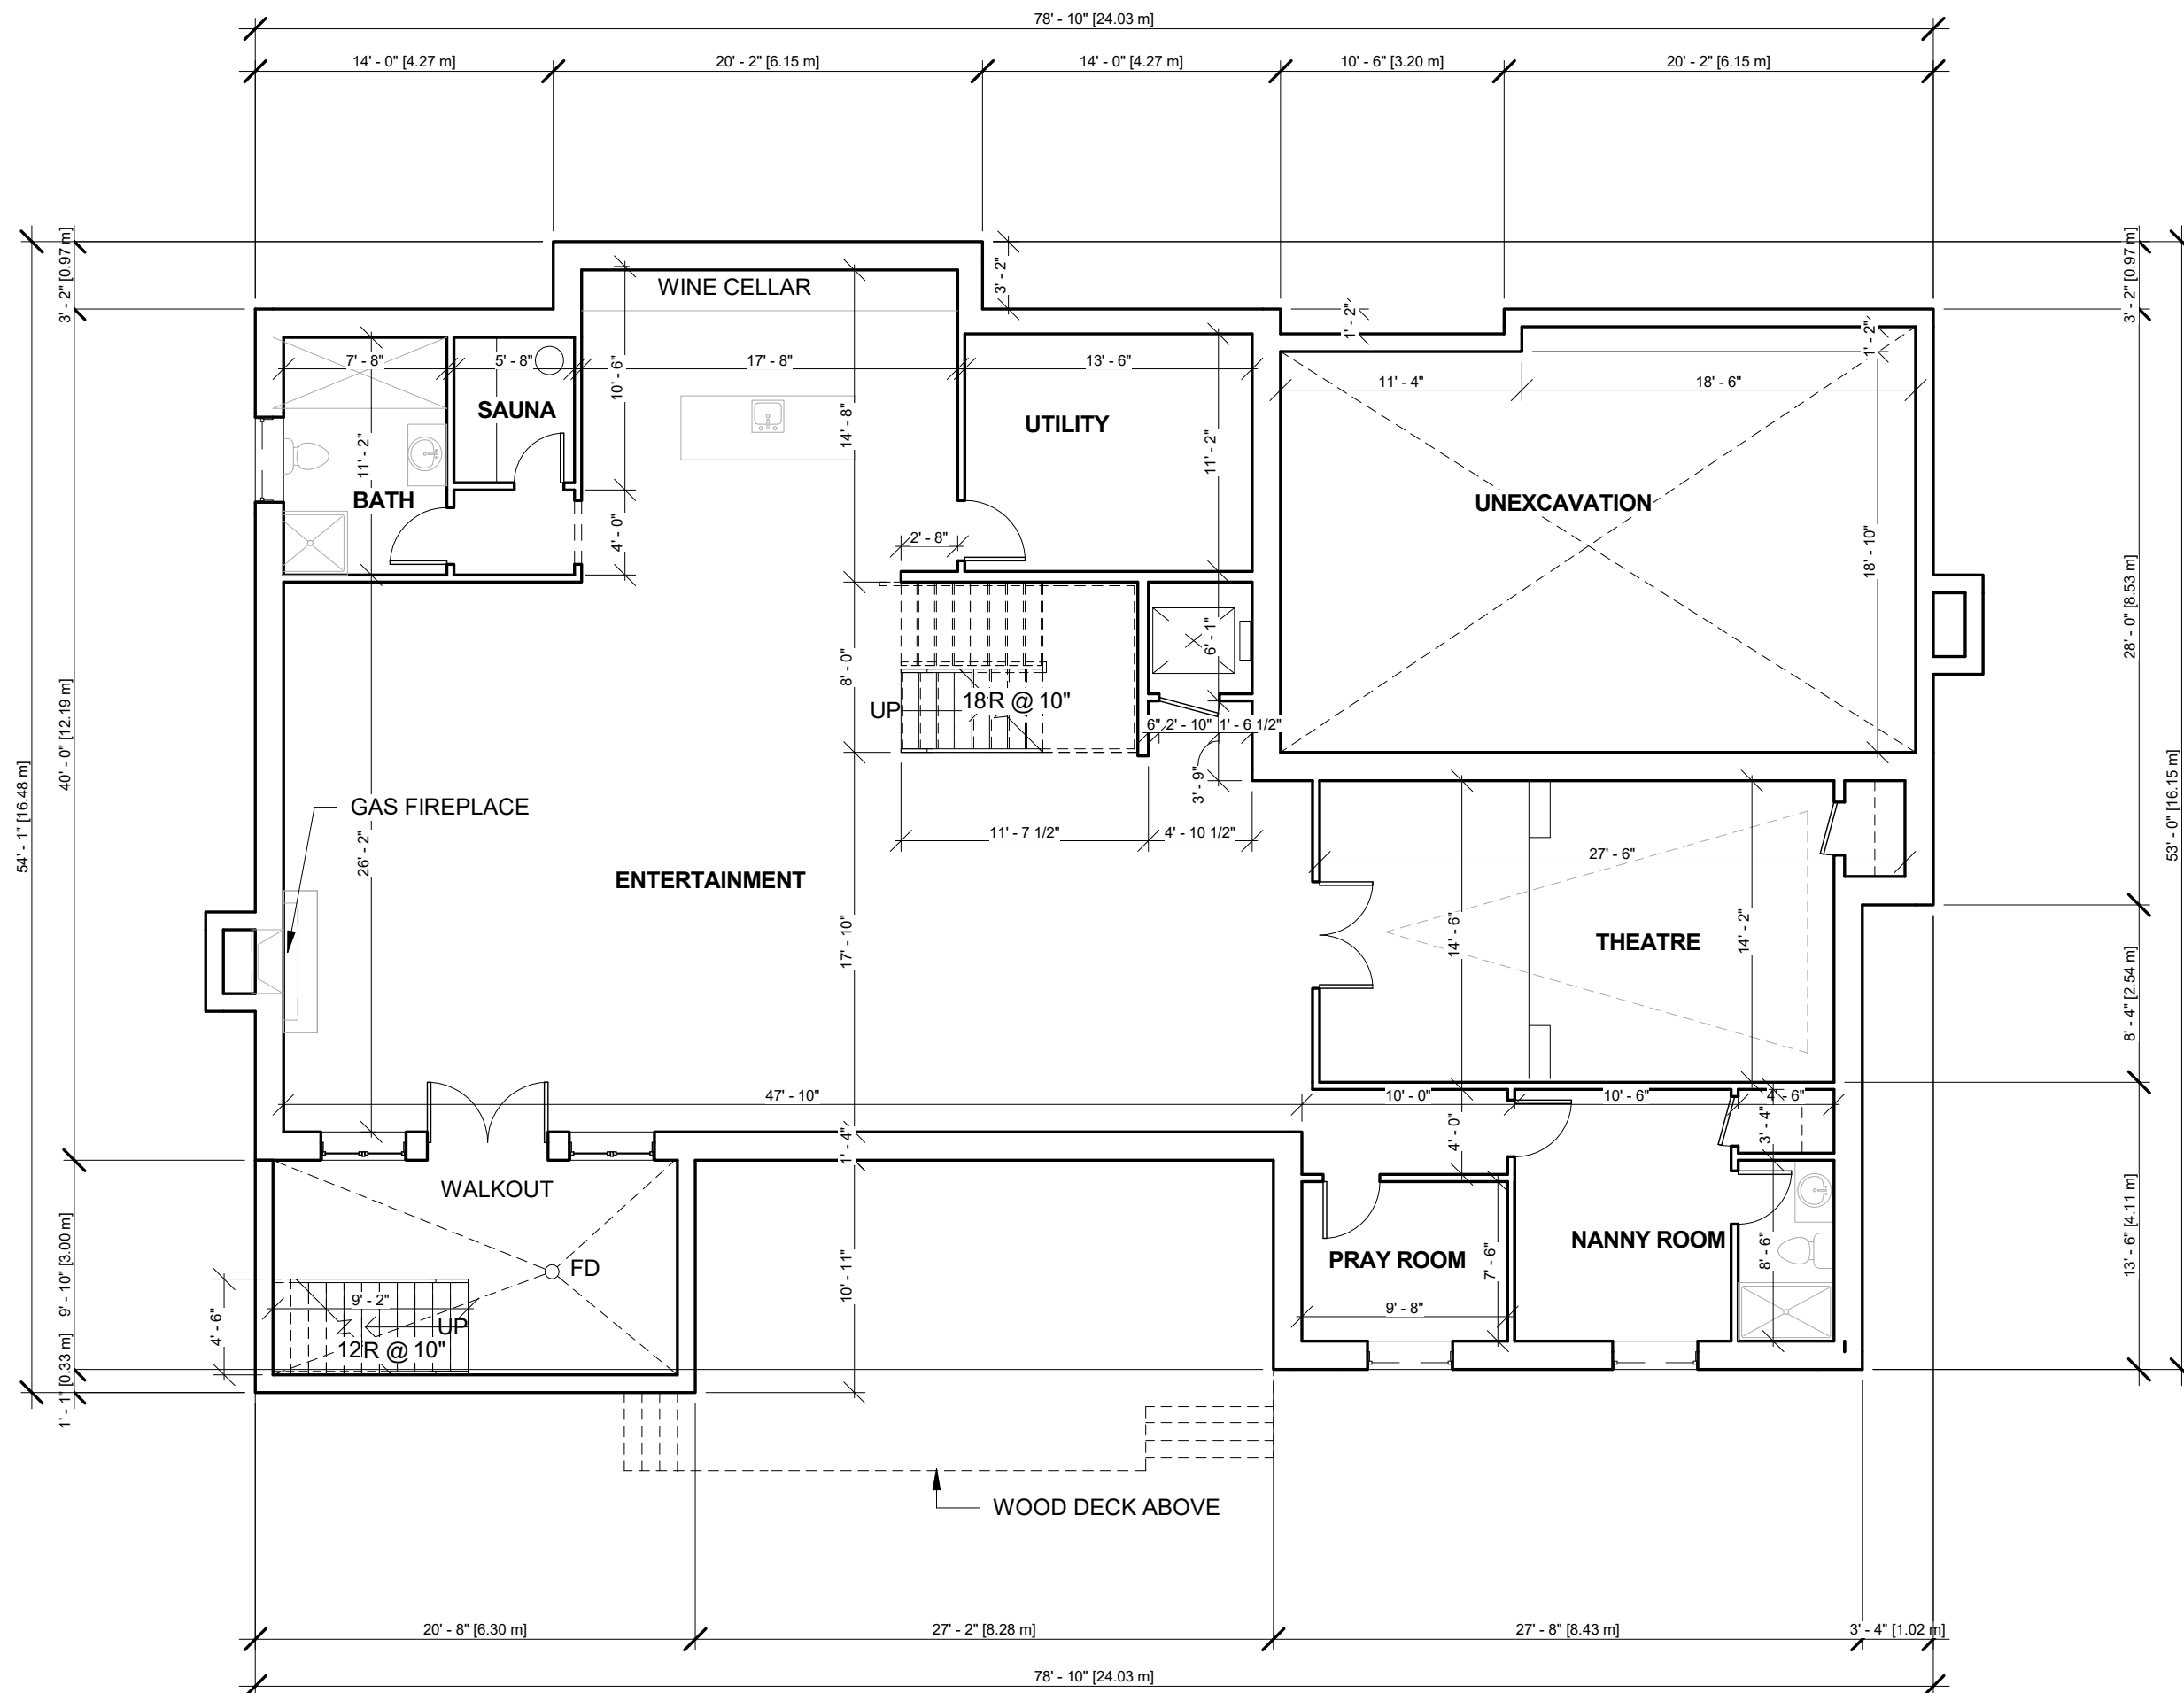 78' - 10" [24.03 m]
14' - 0" [4.27 m]
20' - 2" [6.15 m]
14' - 0" [4.27 m]
10' - 6" [3.20 m]
20' - 2" [6.15 m]
3' - 2" [0.97 m]
3' - 2"
3' - 2" [0.97 m]
WINE CELLAR
1' - 2"
1' - 2"
7' - 8"
5' - 8"
10' - 6"
17' - 8"
13' - 6"
11' - 4"
18' - 6"
SAUNA
14' - 8"
UTILITY
11' - 2"
11' - 2"
BATH
UNEXCAVATION
4' - 0"
2' - 8"
18' - 10"
28' - 0" [8.53 m]
6' - 1"
8' - 0"
UP
18R @ 10"
6"
2' - 10"
1' - 6 1/2"
40' - 0" [12.19 m]
3' - 9"
54' - 1" [16.48 m]
53' - 0" [16.15 m]
GAS FIREPLACE
11' - 7 1/2"
4' - 10 1/2"
26' - 2"
27' - 6"
ENTERTAINMENT
17' - 10"
14' - 6"
14' - 2"
THEATRE
8' - 4" [2.54 m]
47' - 10"
10' - 0"
10' - 6"
4' - 6"
1' - 4"
4' - 0"
3' - 4"
WALKOUT
9' - 10" [3.00 m]
FD
10' - 11"
PRAY ROOM
7' - 6"
NANNY ROOM
8' - 6"
13' - 6" [4.11 m]
9' - 2"
4' - 6"
UP
12R @ 10"
9' - 8"
1' - 1" [0.33 m]
WOOD DECK ABOVE
20' - 8" [6.30 m]
27' - 2" [8.28 m]
27' - 8" [8.43 m]
3' - 4" [1.02 m]
78' - 10" [24.03 m]